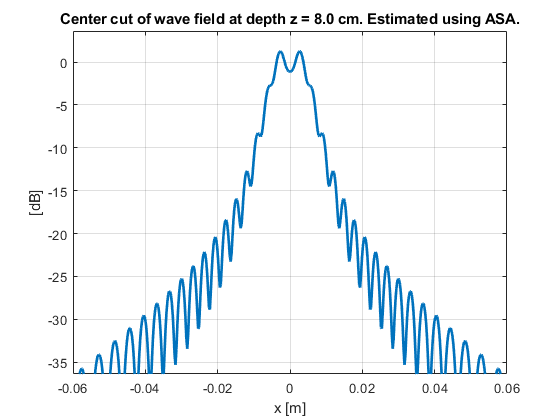 Center cut of wave field at depth z = 8.0 cm. Estimated using ASA.
0
-5
-10
-15
-20
-25
-30
-35
[dB]
-0.06 -0.04 -0.02 0 0.02 0.04 0.06
x [m]